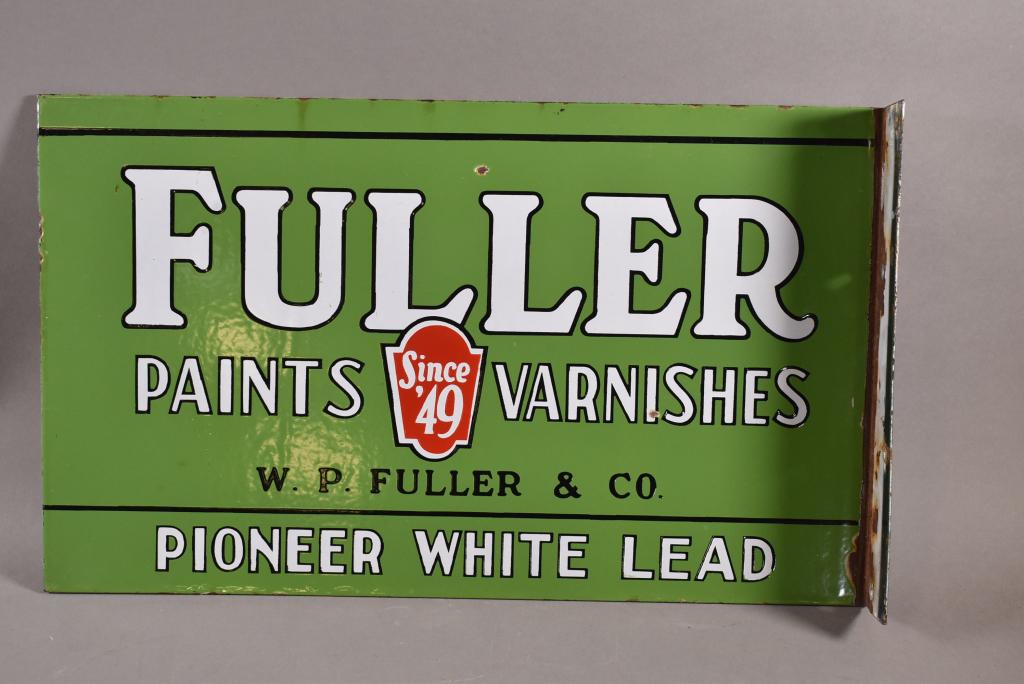 FULLER
PAINTS Since '49 VARNISHES
W. P. FULLER & CO.
PIONEER WHITE LEAD